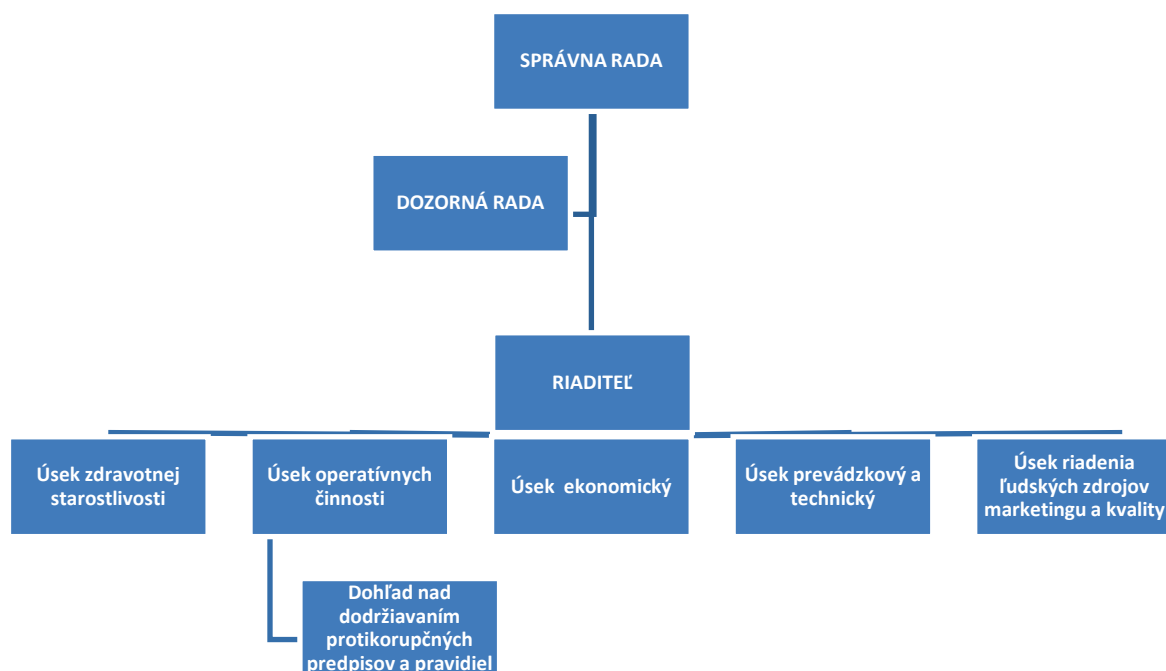 SPRÁVNA RADA
DOZORNÁ RADA
RIADITEĽ
Úsek zdravotnej
starostlivosti
Úsek operatívnych
činnosti
Úsek ekonomický
Úsek prevádzkový a
technický
Úsek riadenia
ľudských zdrojov
marketingu a kvality
Dohľad nad
dodržiavaním
protikorupčných
predpisov a pravidiel